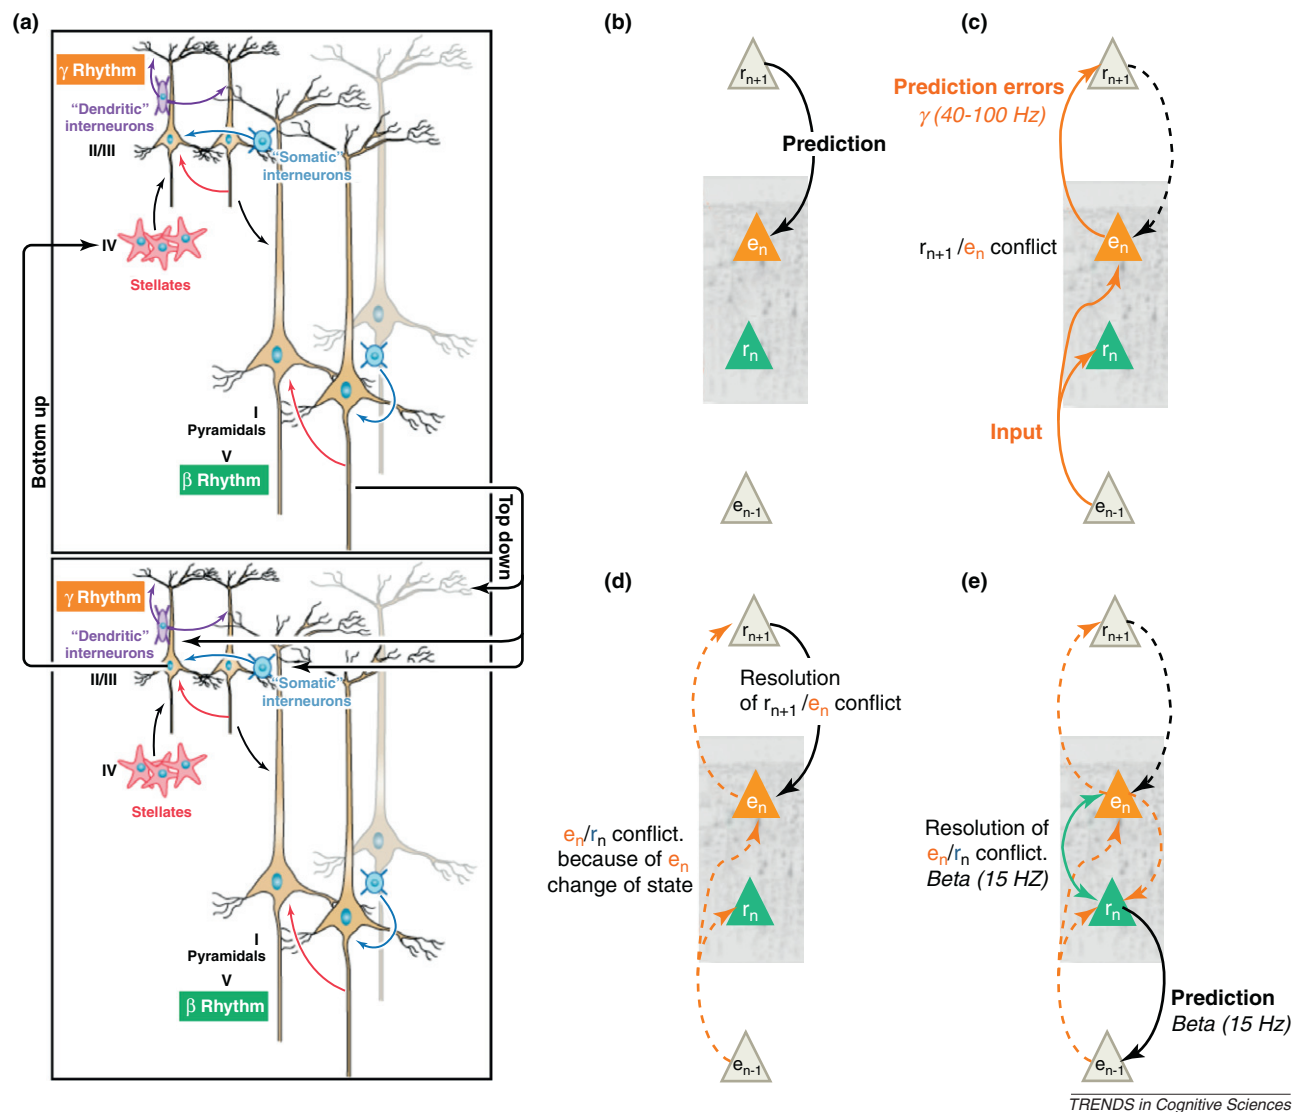 (a)
γ Rhythm
"Dendritic"
interneurons
II/III
"Somatic"
interneurons
IV
Stellates
I
Pyramidals
V
β Rhythm
Bottom up
Top down
γ Rhythm
"Dendritic"
interneurons
II/III
"Somatic"
interneurons
IV
Stellates
I
Pyramidals
V
β Rhythm
(b)
rn+1
Prediction
en
rn
en-1
(c)
rn+1
Prediction errors
γ (40-100 Hz)
en
rn+1/en conflict
rn
Input
en-1
(d)
rn+1
Resolution
of rn+1/en conflict
en
en/rn conflict.
because of en
change of state
rn
en-1
(e)
rn+1
en
Resolution of
en/rn conflict.
Beta (15 HZ)
rn
Prediction
Beta (15 Hz)
en-1
TRENDS in Cognitive Sciences